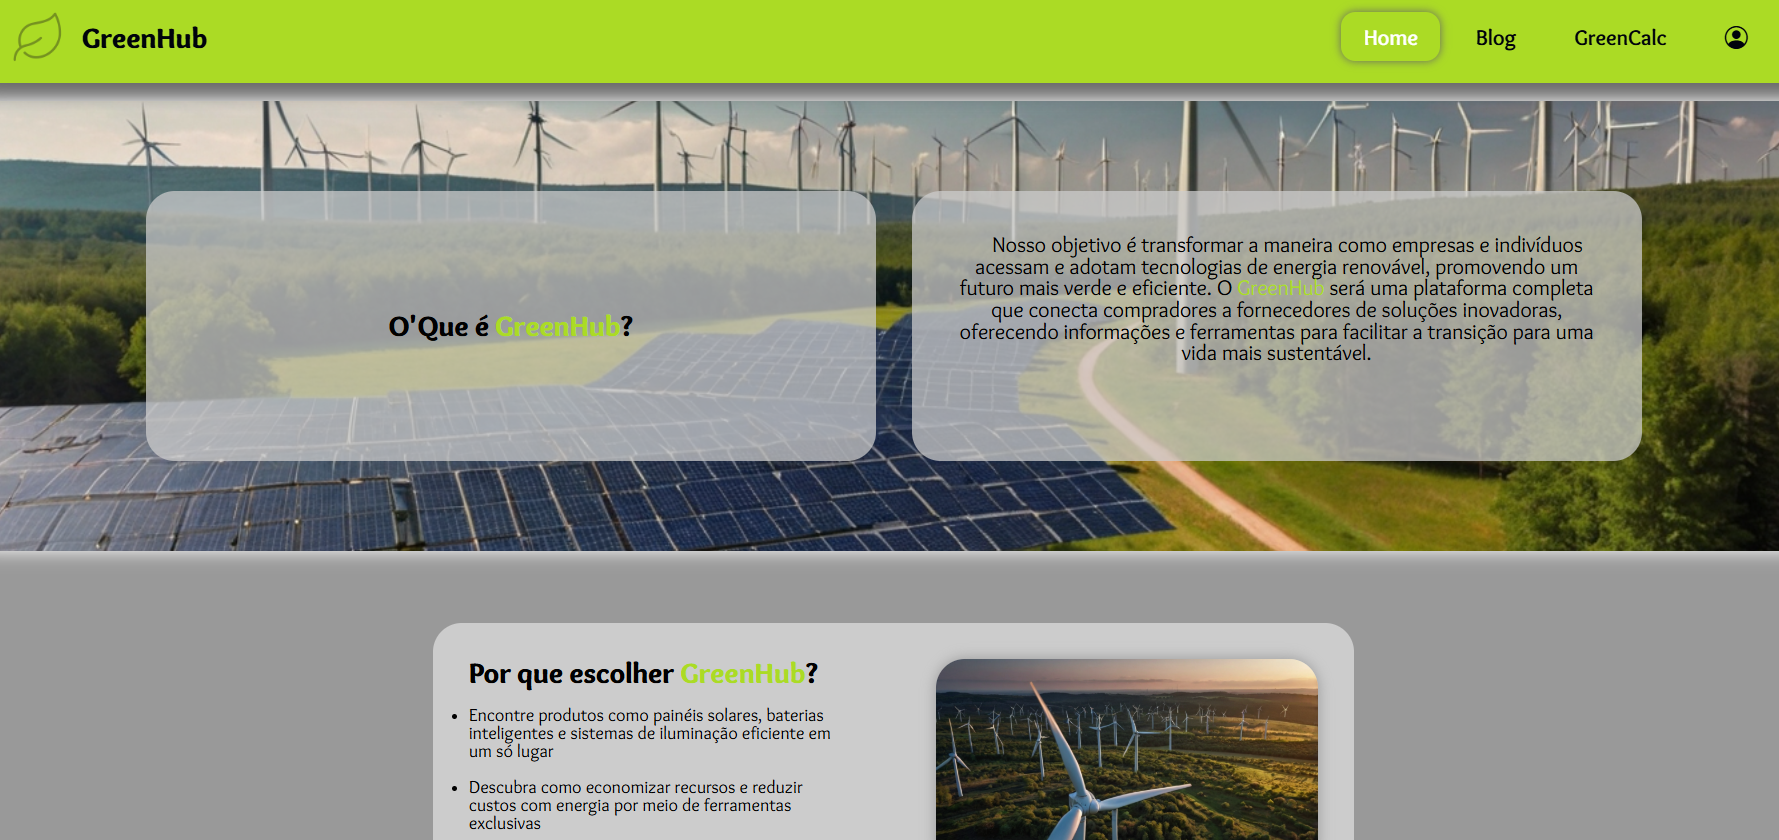 GreenHub
Home
Blog
GreenCalc
O'Que é GreenHub?
Nosso objetivo é transformar a maneira como empresas e indivíduos
acessam e adotam tecnologias de energia renovável, promovendo um
futuro mais verde e eficiente. O GreenHub será uma plataforma completa
que conecta compradores a fornecedores de soluções inovadoras,
oferecendo informações e ferramentas para facilitar a transição para uma
vida mais sustentável.
Por que escolher GreenHub?
• Encontre produtos como painéis solares, baterias
inteligentes e sistemas de iluminação eficiente em
um só lugar
• Descubra como economizar recursos e reduzir
custos com energia por meio de ferramentas
exclusivas